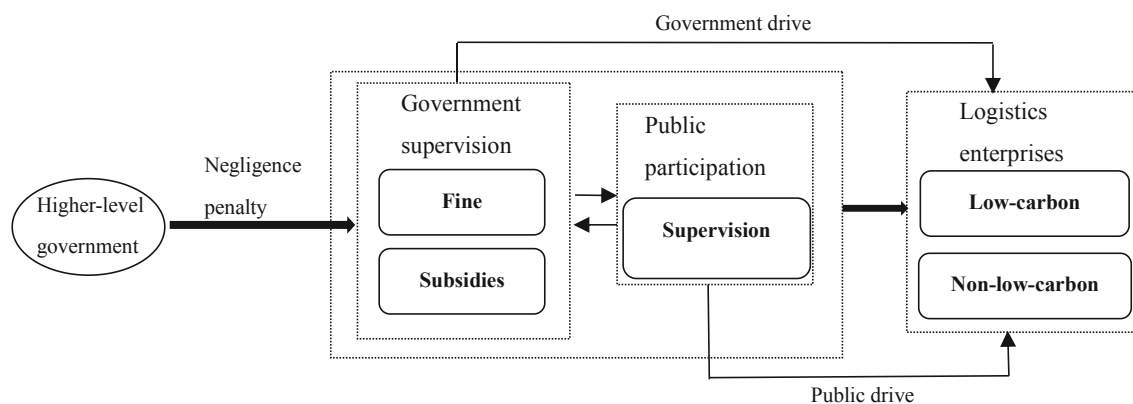 Government drive
Government
supervision
Fine
Subsidies
Public
participation
Supervision
Logistics
enterprises
Low-carbon
Non-low-carbon
Negligence
penalty
Higher-level
government
Public drive